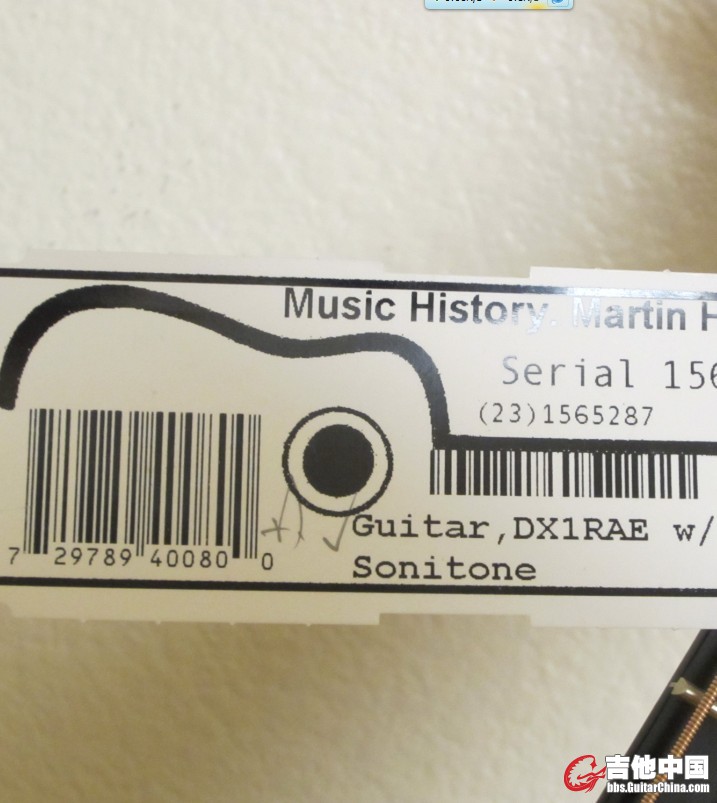 Music History. Martin H
Serial 156
(23)1565287
7 29789 40080 0
Guitar,DX1RAE w/
Sonitone
吉他中国
bbs.GuitarChina.com